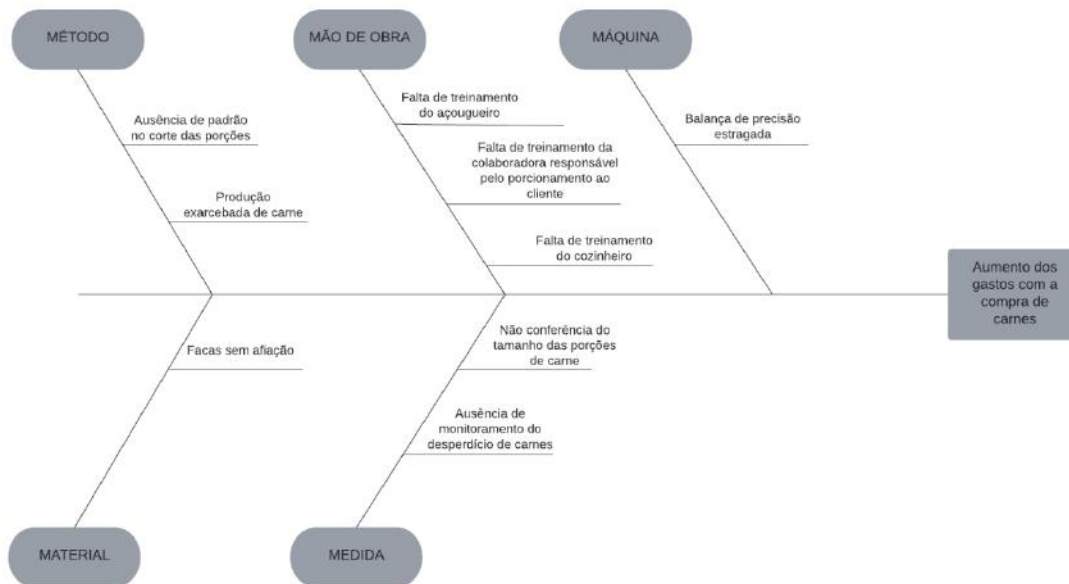 MÉTODO
MÃO DE OBRA
MÁQUINA
Ausência de padrão
no corte das porções
Produção
exarcebada de carne
Falta de treinamento
do açougueiro
Falta de treinamento da
colaboradora responsável
pelo porcionamento ao
cliente
Falta de treinamento
do cozinheiro
Balança de precisão
estragada
Aumento dos
gastos com a
compra de
carnes
Facas sem afiação
Não conferência do
tamanho das porções
de carne
Ausência de
monitoramento do
desperdício de carnes
MATERIAL
MEDIDA